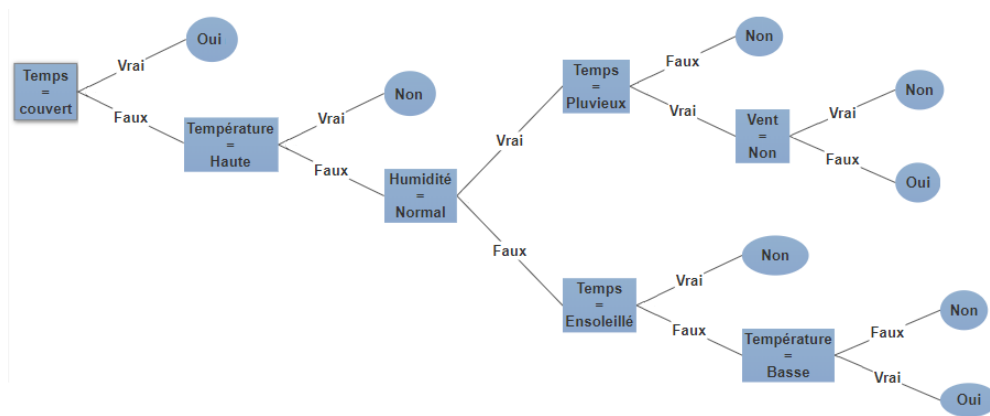 Temps
=
couvert
Vrai
Oui
Faux
Température
=
Haute
Vrai
Non
Faux
Humidité
=
Normal
Vrai
Temps
=
Pluvieux
Faux
Non
Vrai
Vent
=
Non
Vrai
Non
Faux
Oui
Faux
Temps
=
Ensoleillé
Vrai
Non
Faux
Température
=
Basse
Faux
Non
Vrai
Oui